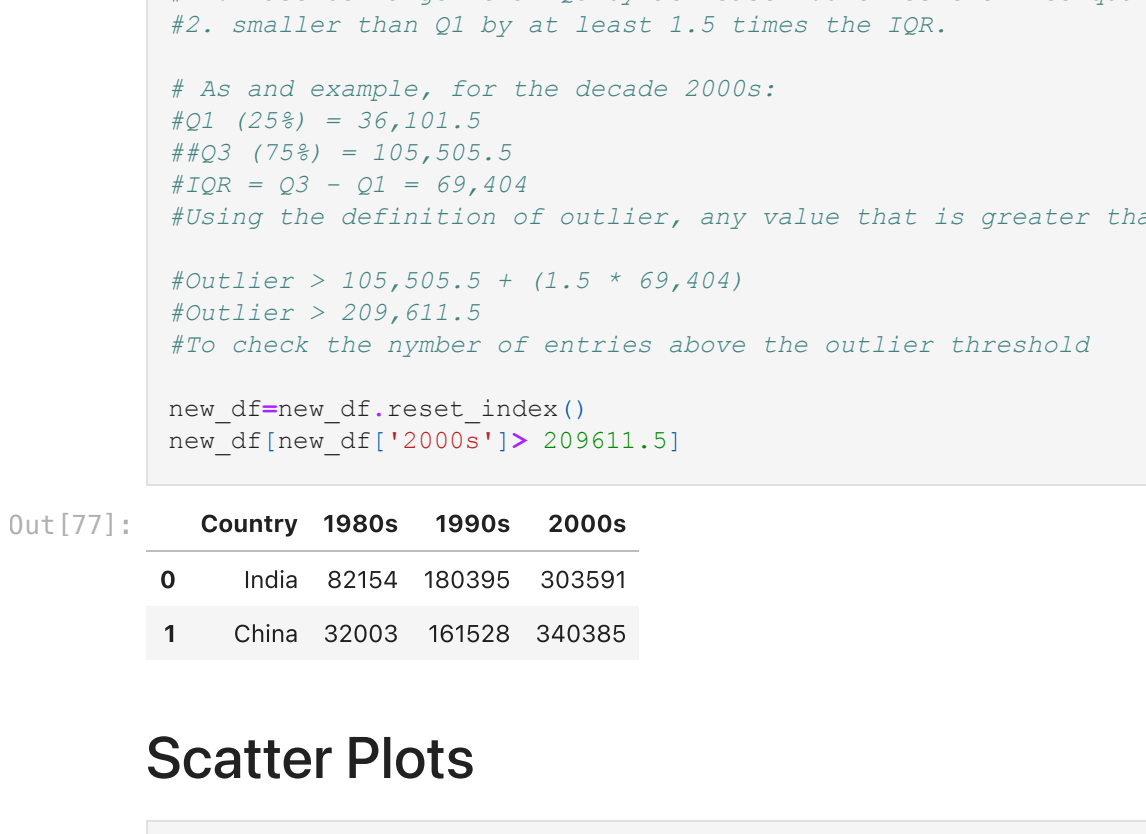 #2. smaller than Q1 by at least 1.5 times the IQR.
# As and example, for the decade 2000s:
#Q1 (25%) = 36,101.5
##Q3 (75%) = 105,505.5
#IQR = Q3 - Q1 = 69,404
#Using the definition of outlier, any value that is greater tha
#Outlier > 105,505.5 + (1.5 * 69,404)
#Outlier > 209,611.5
#To check the nymber of entries above the outlier threshold
new_df=new_df.reset_index()
new_df[new_df['2000s']> 209611.5]
Out[77]:
Country 1980s 1990s 2000s
0 India 82154 180395 303591
1 China 32003 161528 340385
Scatter Plots